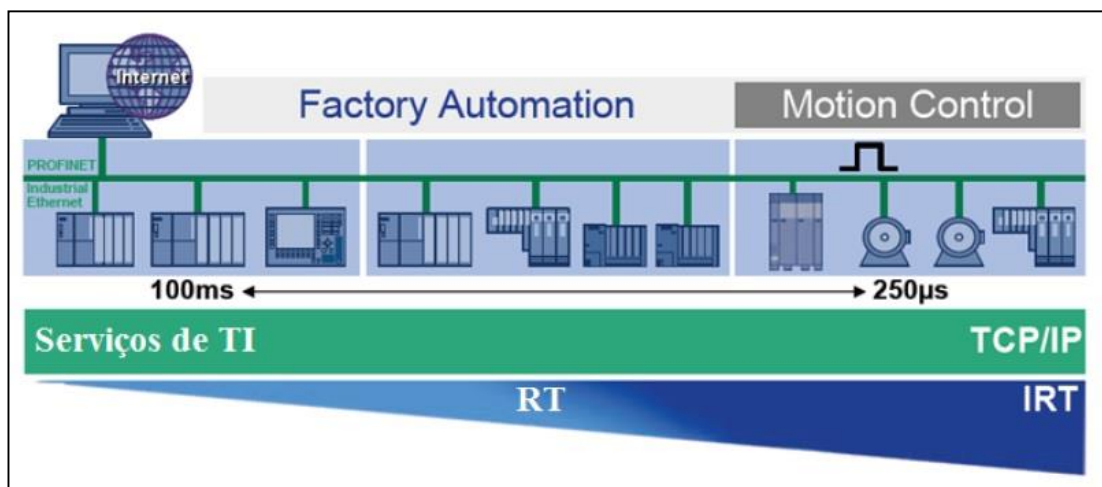 Internet
Factory Automation
Motion Control
PROFINET
Industrial
Ethernet
100ms
250µs
Serviços de TI
TCP/IP
RT
IRT